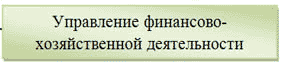 Управление финансово-
хозяйственной деятельности